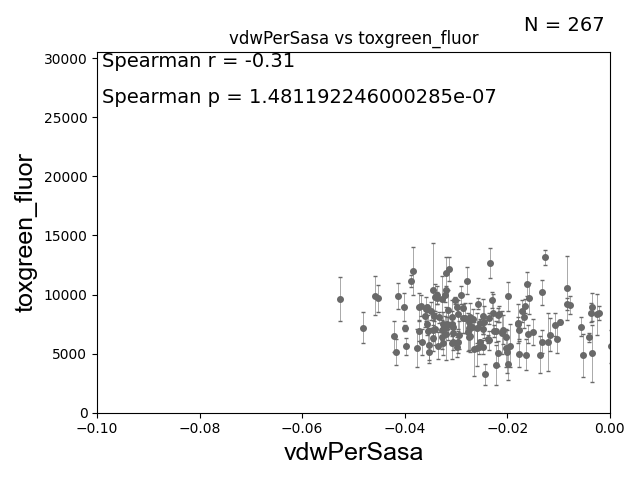 N = 267
vdwPerSasa vs toxgreen_fluor
Spearman r = -0.31
Spearman p = 1.481192246000285e-07
30000
25000
20000
15000
10000
5000
0
toxgreen_fluor
−0.10
−0.08
−0.06
−0.04
−0.02
0.00
vdwPerSasa